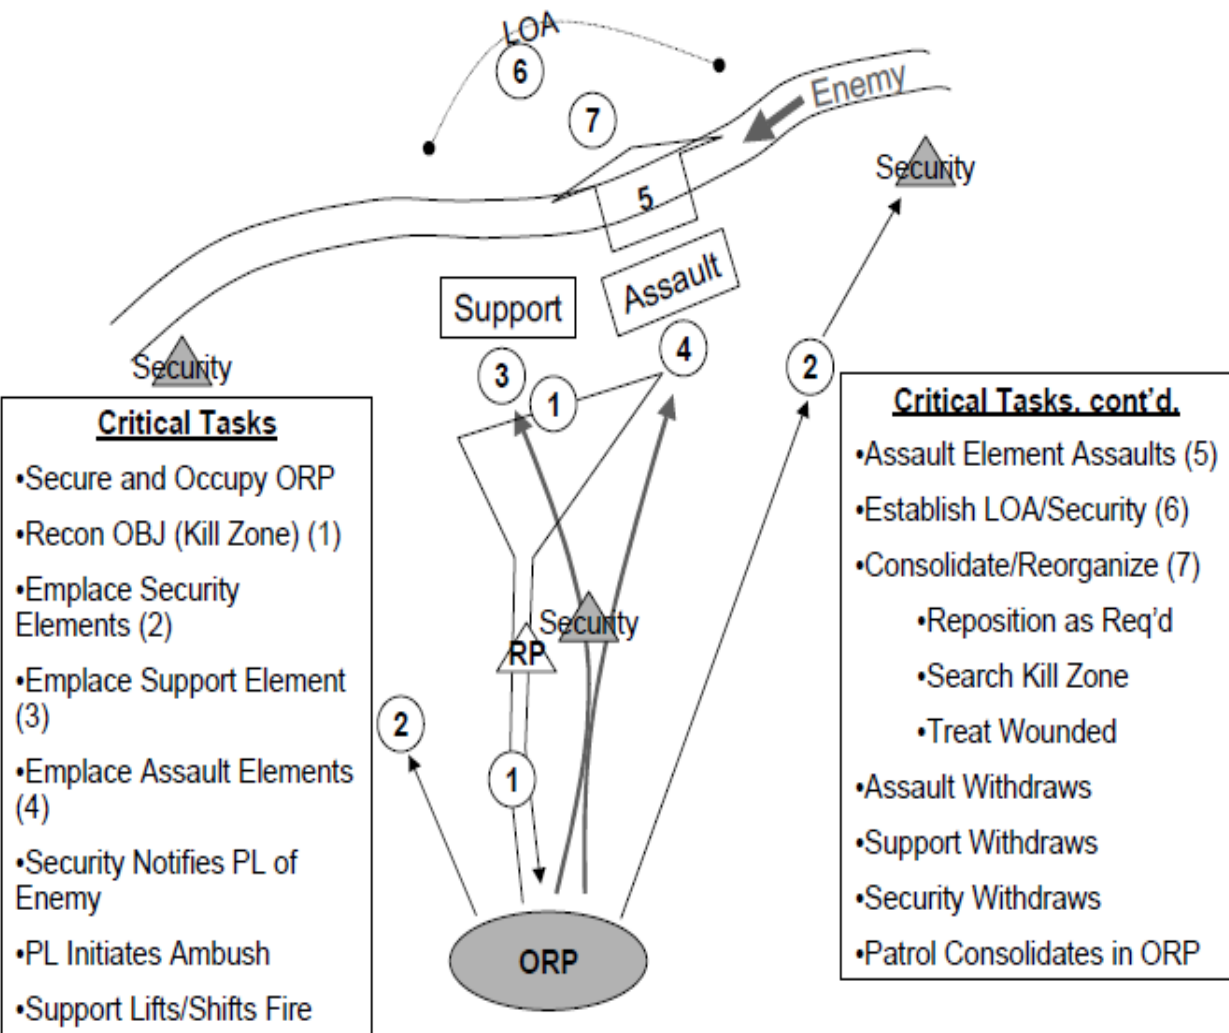 LOA
6
7
Enemy
Security
5
Support
Assault
Security
3
1
4
2
Security
RP
2
1
ORP
Critical Tasks
•Secure and Occupy ORP
•Recon OBJ (Kill Zone) (1)
•Emplace Security
Elements (2)
•Emplace Support Element
(3)
•Emplace Assault Elements
(4)
•Security Notifies PL of
Enemy
•PL Initiates Ambush
•Support Lifts/Shifts Fire
Critical Tasks, cont'd.
•Assault Element Assaults (5)
•Establish LOA/Security (6)
•Consolidate/Reorganize (7)
•Reposition as Req'd
•Search Kill Zone
•Treat Wounded
•Assault Withdraws
•Support Withdraws
•Security Withdraws
•Patrol Consolidates in ORP